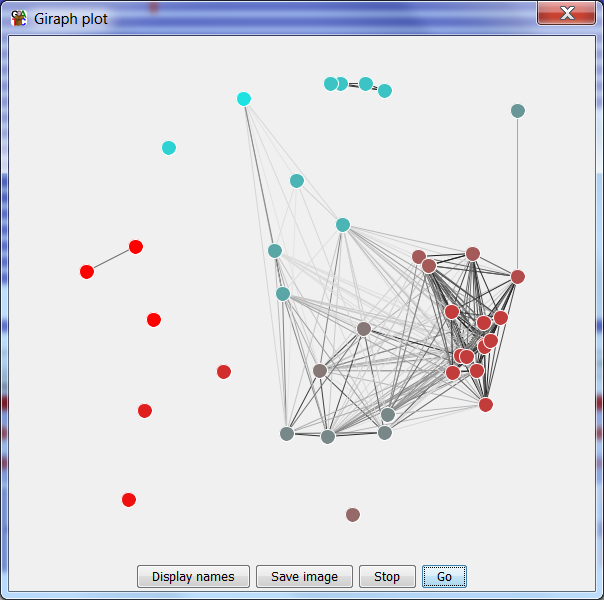 Giraph plot
Display names
Save image
Stop
Go